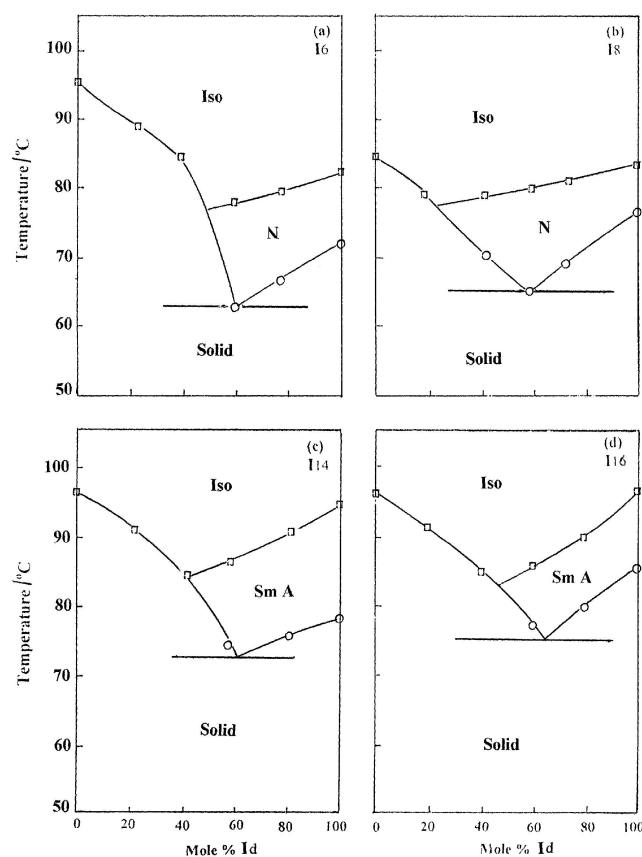 (a)
I6
(b)
I8
100
90
80
70
60
50
Temperature /°C
Iso
N
Solid
Iso
N
Solid
(c)
I14
(d)
I16
100
90
80
70
60
50
Temperature /°C
Iso
Sm A
Solid
Iso
Sm A
Solid
0 20 40 60 80 100
0 20 40 60 80 100
Mole % Id
Mole % Id